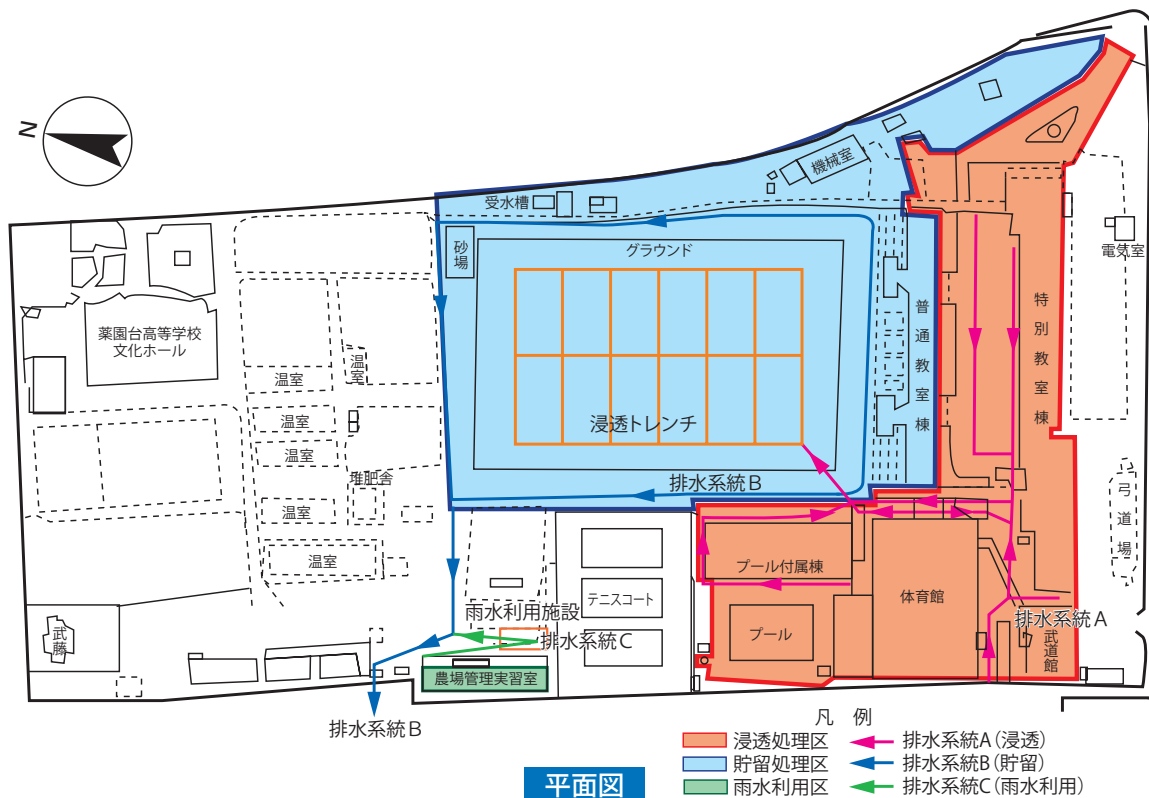 N
機械室
受水槽
砂場
グラウンド
電気室
特別教室棟
普通教室棟
薬園台高等学校
文化ホール
温室
温室
温室
温室
浸透トレンチ
堆肥舎
排水系統B
温室
温室
弓道場
プール付属棟
テニスコート
体育館
雨水利用施設
排水系統A
武藤
プール
排水系統C
武道館
農場管理実習室
排水系統B
凡 例
浸透処理区
排水系統A(浸透)
貯留処理区
排水系統B(貯留)
雨水利用区
排水系統C(雨水利用)
平面図